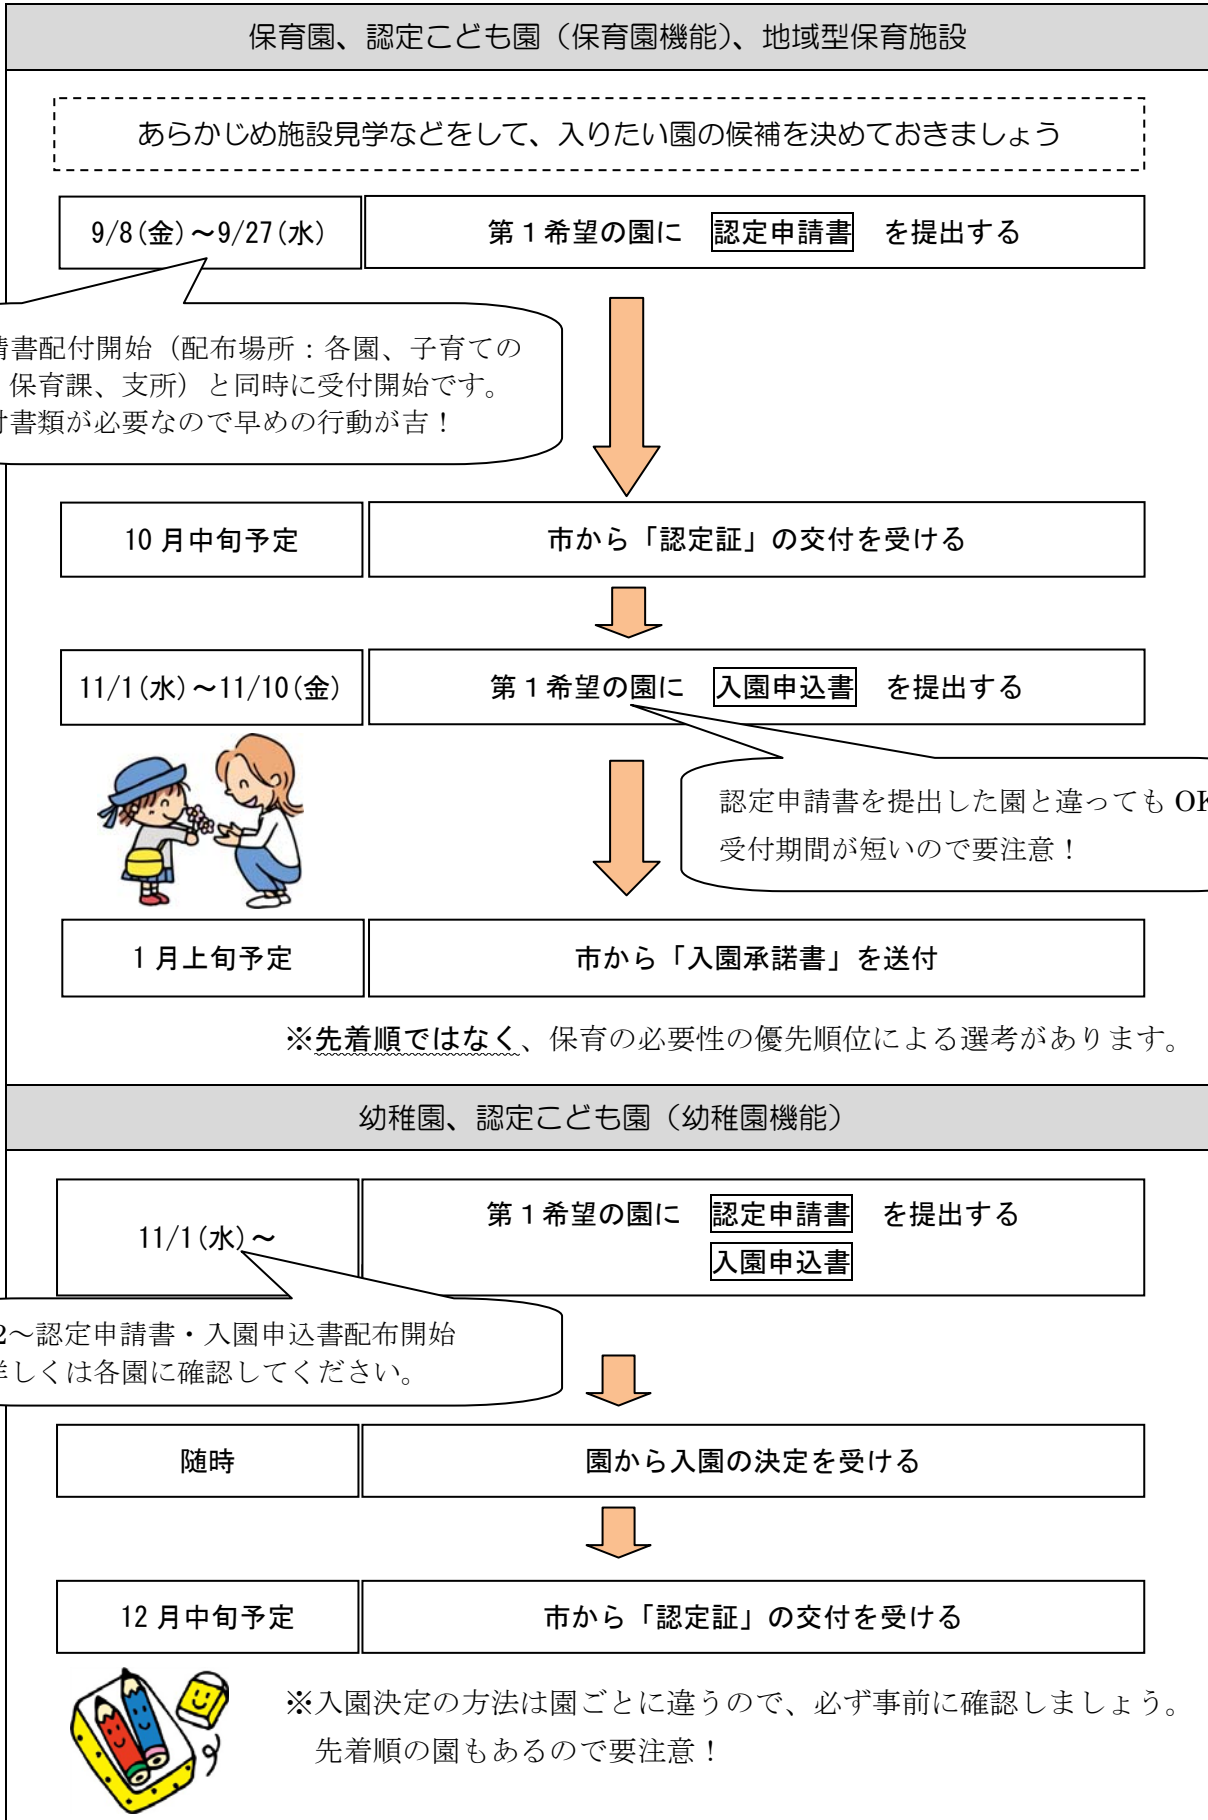 保育園、認定こども園（保育園機能）、地域型保育施設
あらかじめ施設見学などをして、入りたい園の候補を決めておきましょう
9/8(金)～9/27(水)
第1希望の園に 認定申請書 を提出する
書配付開始（配布場所：各園、子育ての
保育課、支所）と同時に受付開始です。
書類が必要なので早めの行動が吉！
10月中旬予定
市から「認定証」の交付を受ける
11/1(水)～11/10(金)
第1希望の園に 入園申込書 を提出する
認定申請書を提出した園と違っても OK
受付期間が短いので要注意！
1月上旬予定
市から「入園承諾書」を送付
※先着順ではなく、保育の必要性の優先順位による選考があります。
幼稚園、認定こども園（幼稚園機能）
11/1(水)～
第1希望の園に 認定申請書 を提出する
入園申込書
2～認定申請書・入園申込書配布開始
詳しくは各園に確認してください。
随時
園から入園の決定を受ける
12月中旬予定
市から「認定証」の交付を受ける
※入園決定の方法は園ごとに違うので、必ず事前に確認しましょう。
先着順の園もあるので要注意！